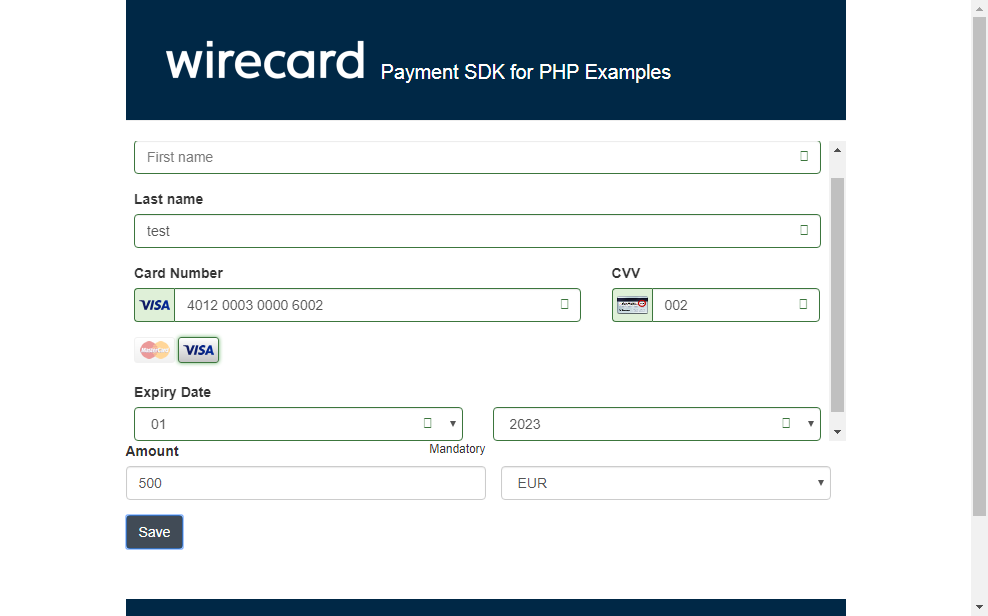 wirecard Payment SDK for PHP Examples
First name
Last name
test
Card Number CVV
VISA 4012 0003 0000 6002 002
MasterCard VISA
Expiry Date
01 2023
Amount Mandatory
500 EUR
Save